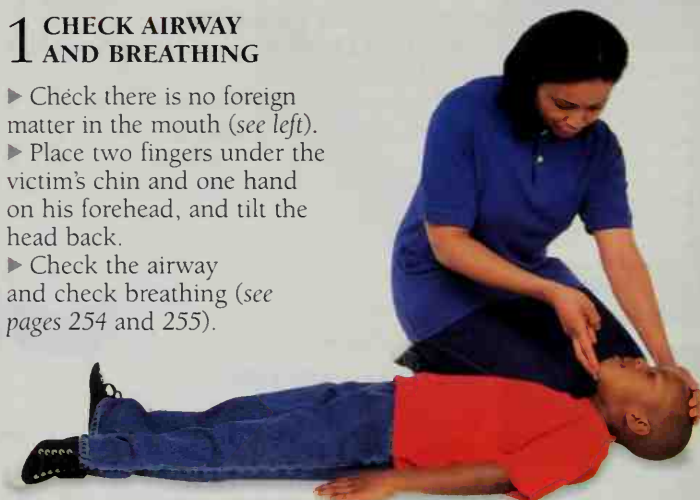 1 CHECK AIRWAY
AND BREATHING
▶ Check there is no foreign
matter in the mouth (see left).
▶ Place two fingers under the
victim's chin and one hand
on his forehead, and tilt the
head back.
▶ Check the airway
and check breathing (see
pages 254 and 255).